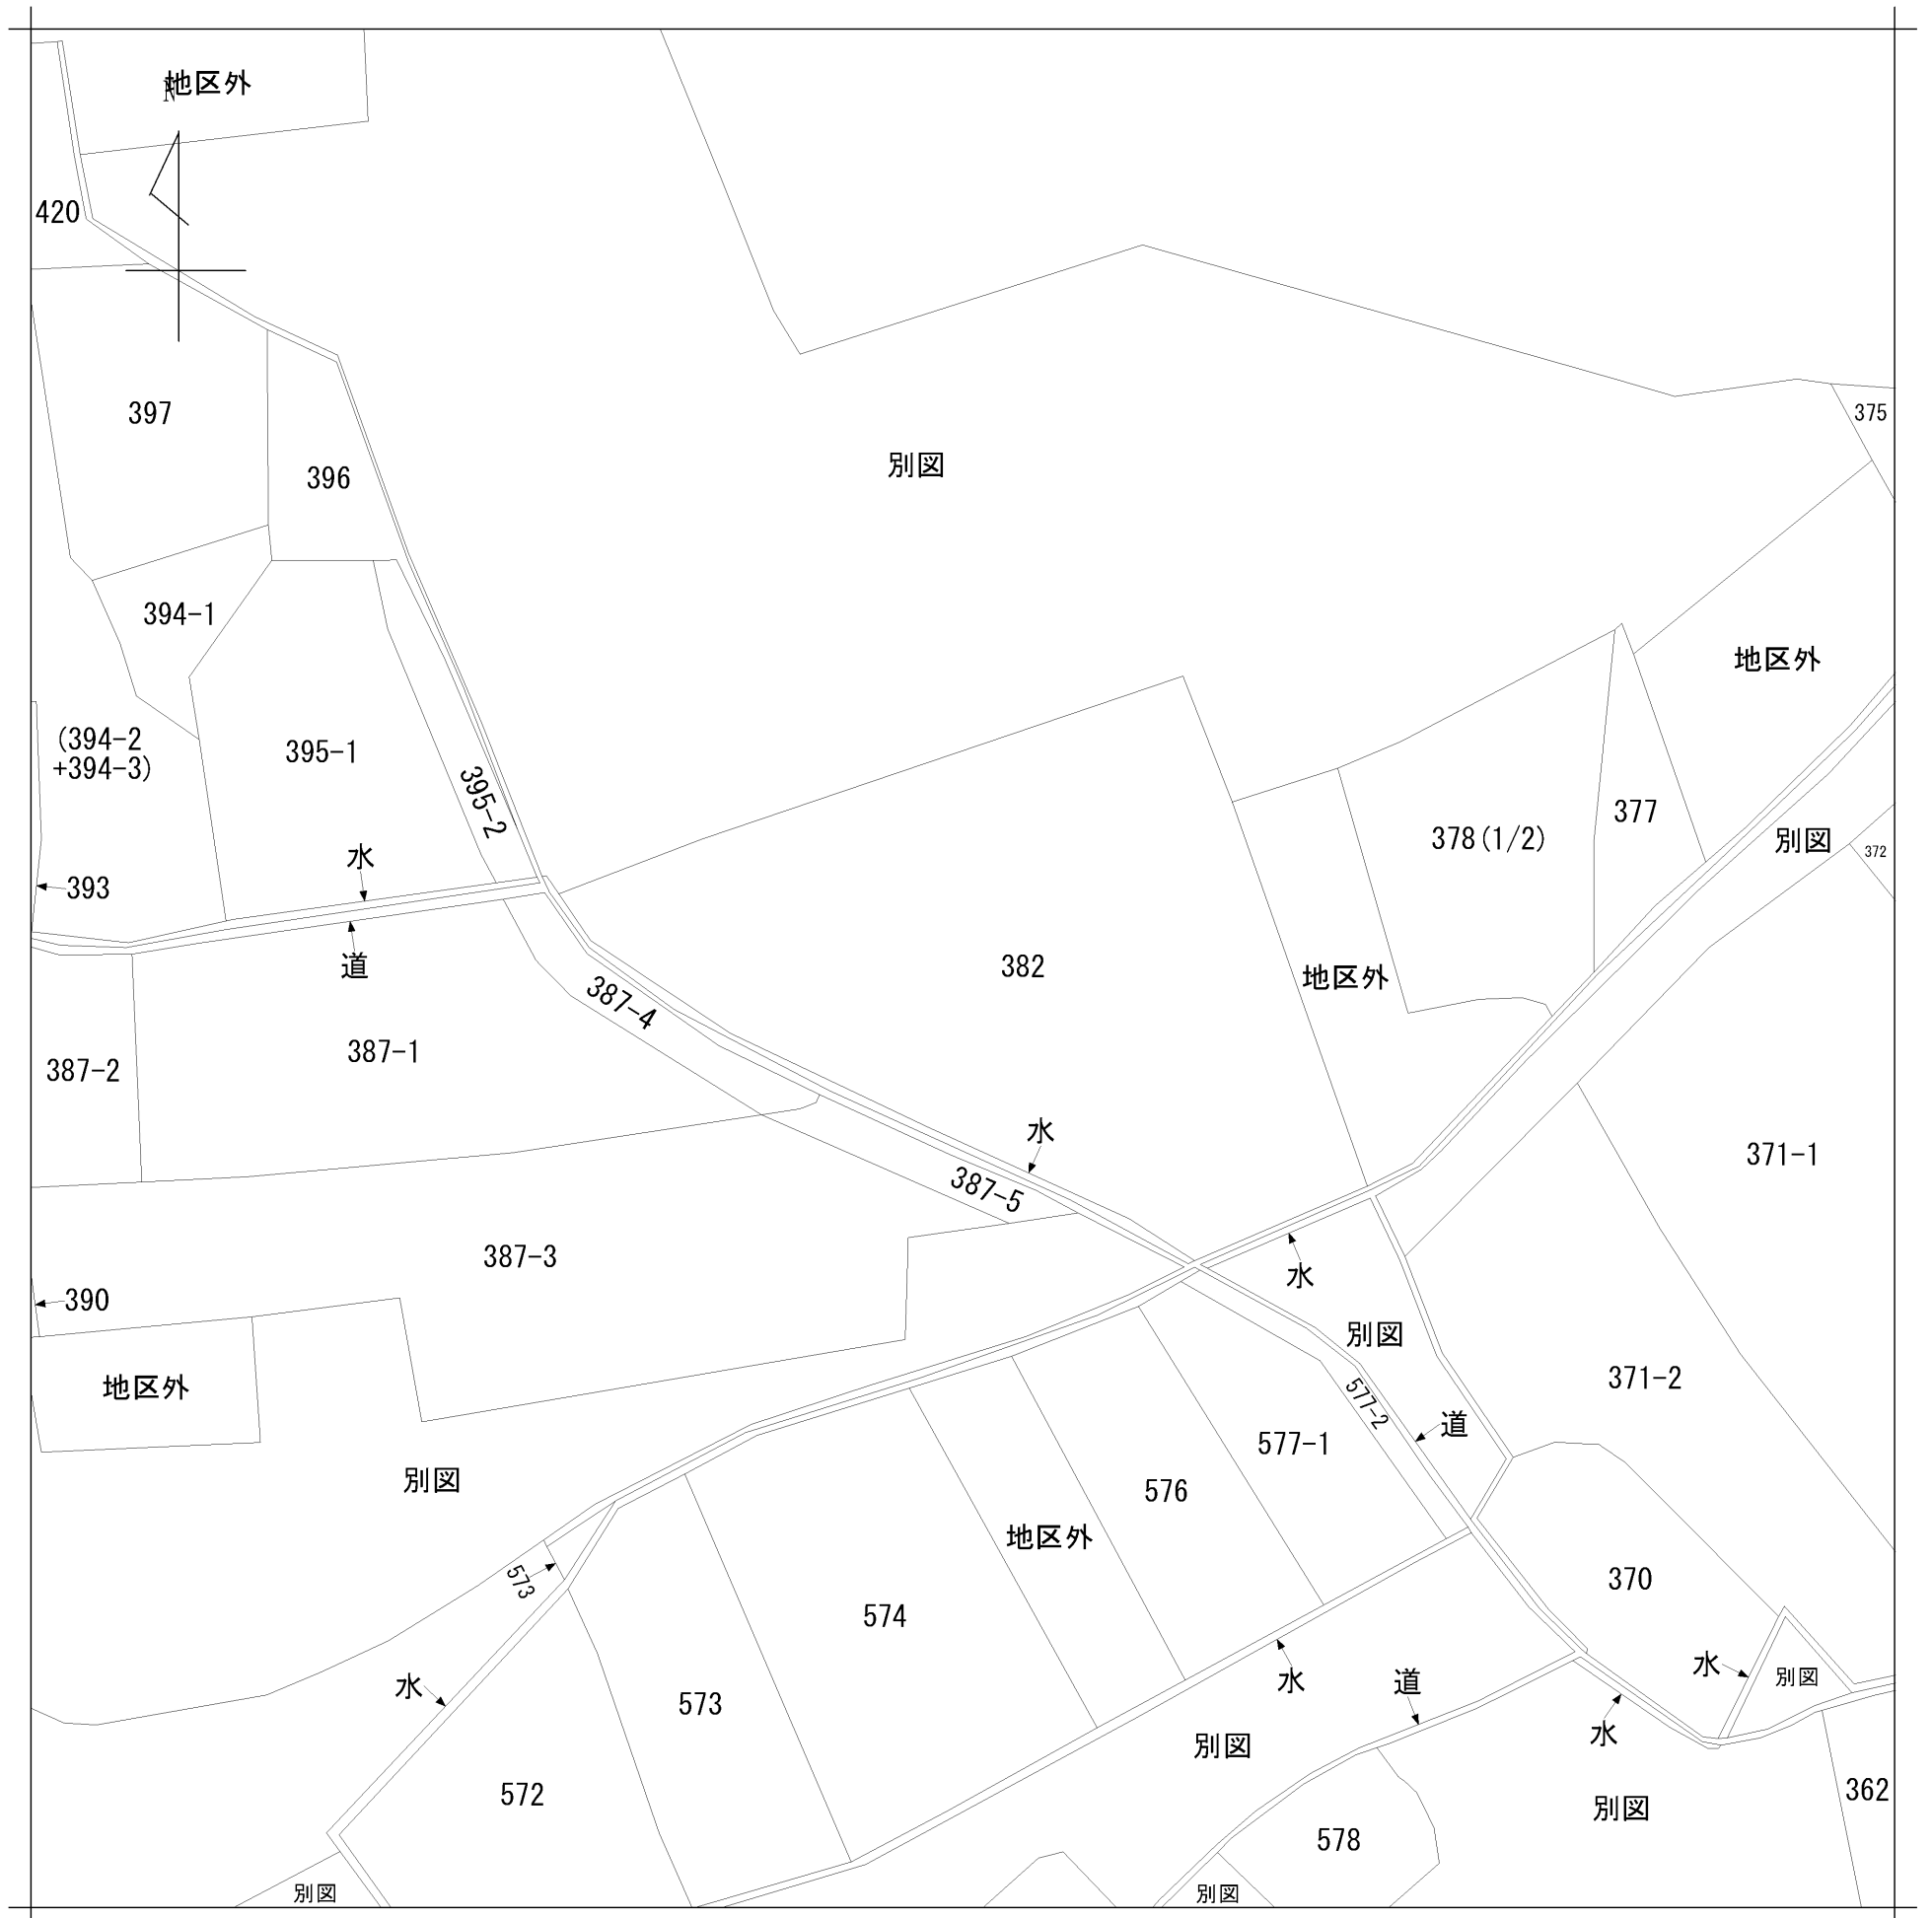 地区外
N
420
397
396
375
別図
394-1
地区外
(394-2
+394-3)
395-1
395-2
378(1/2)
377
別図
372
水
393
道
382
地区外
387-4
387-2
387-1
水
371-1
387-5
387-3
水
390
別図
地区外
577-2
371-2
道
別図
577-1
576
地区外
573
370
574
水
573
水
道
水
別図
水
別図
572
578
別図
362
別図
別図